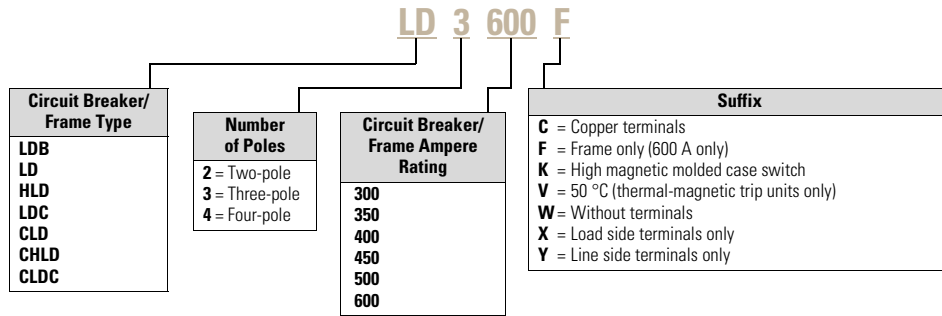 LD 3 600 F
Circuit Breaker/
Frame Type
LDB
LD
HLD
LDC
CLD
CHLD
CLDC
Number
of Poles
2 = Two-pole
3 = Three-pole
4 = Four-pole
Circuit Breaker/
Frame Ampere
Rating
300
350
400
450
500
600
Suffix
C = Copper terminals
F = Frame only (600 A only)
K = High magnetic molded case switch
V = 50 °C (thermal-magnetic trip units only)
W = Without terminals
X = Load side terminals only
Y = Line side terminals only